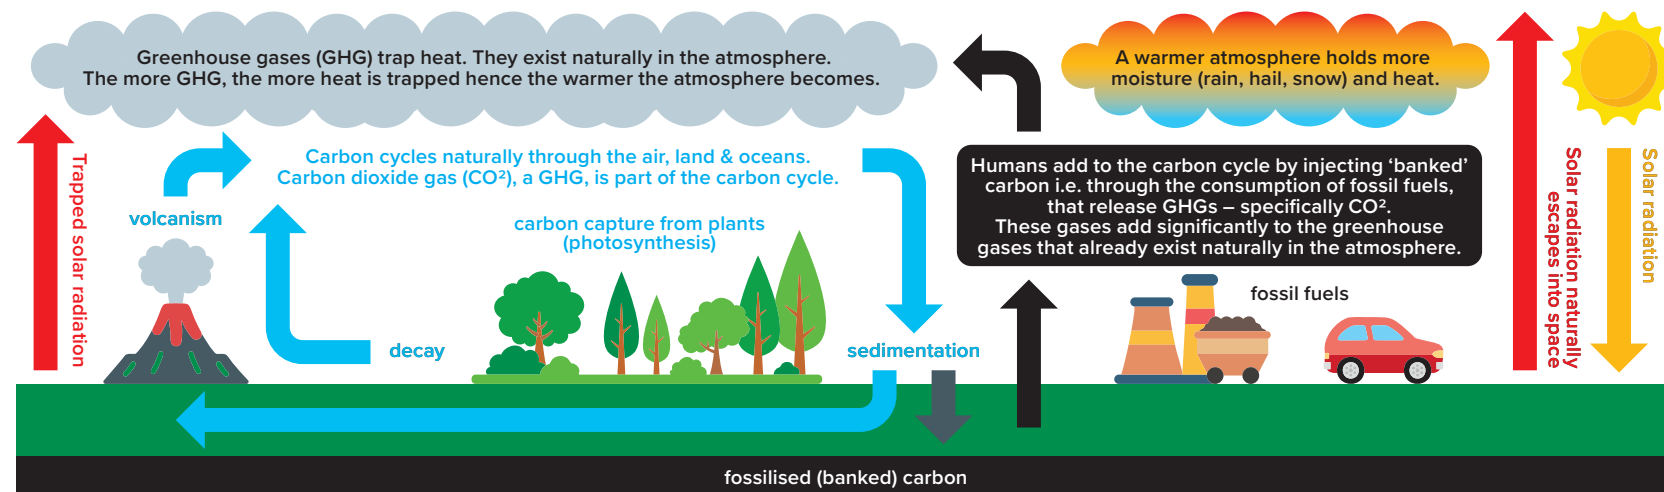 Greenhouse gases (GHG) trap heat. They exist naturally in the atmosphere.
The more GHG, the more heat is trapped hence the warmer the atmosphere becomes.
A warmer atmosphere holds more
moisture (rain, hail, snow) and heat.
Trapped solar radiation
volcanism
Carbon cycles naturally through the air, land & oceans.
Carbon dioxide gas (CO²), a GHG, is part of the carbon cycle.
carbon capture from plants
(photosynthesis)
decay
sedimentation
Humans add to the carbon cycle by injecting ‘banked’
carbon i.e. through the consumption of fossil fuels,
that release GHGs – specifically CO².
These gases add significantly to the greenhouse
gases that already exist naturally in the atmosphere.
fossil fuels
Solar radiation naturally
escapes into space
Solar radiation
fossilised (banked) carbon